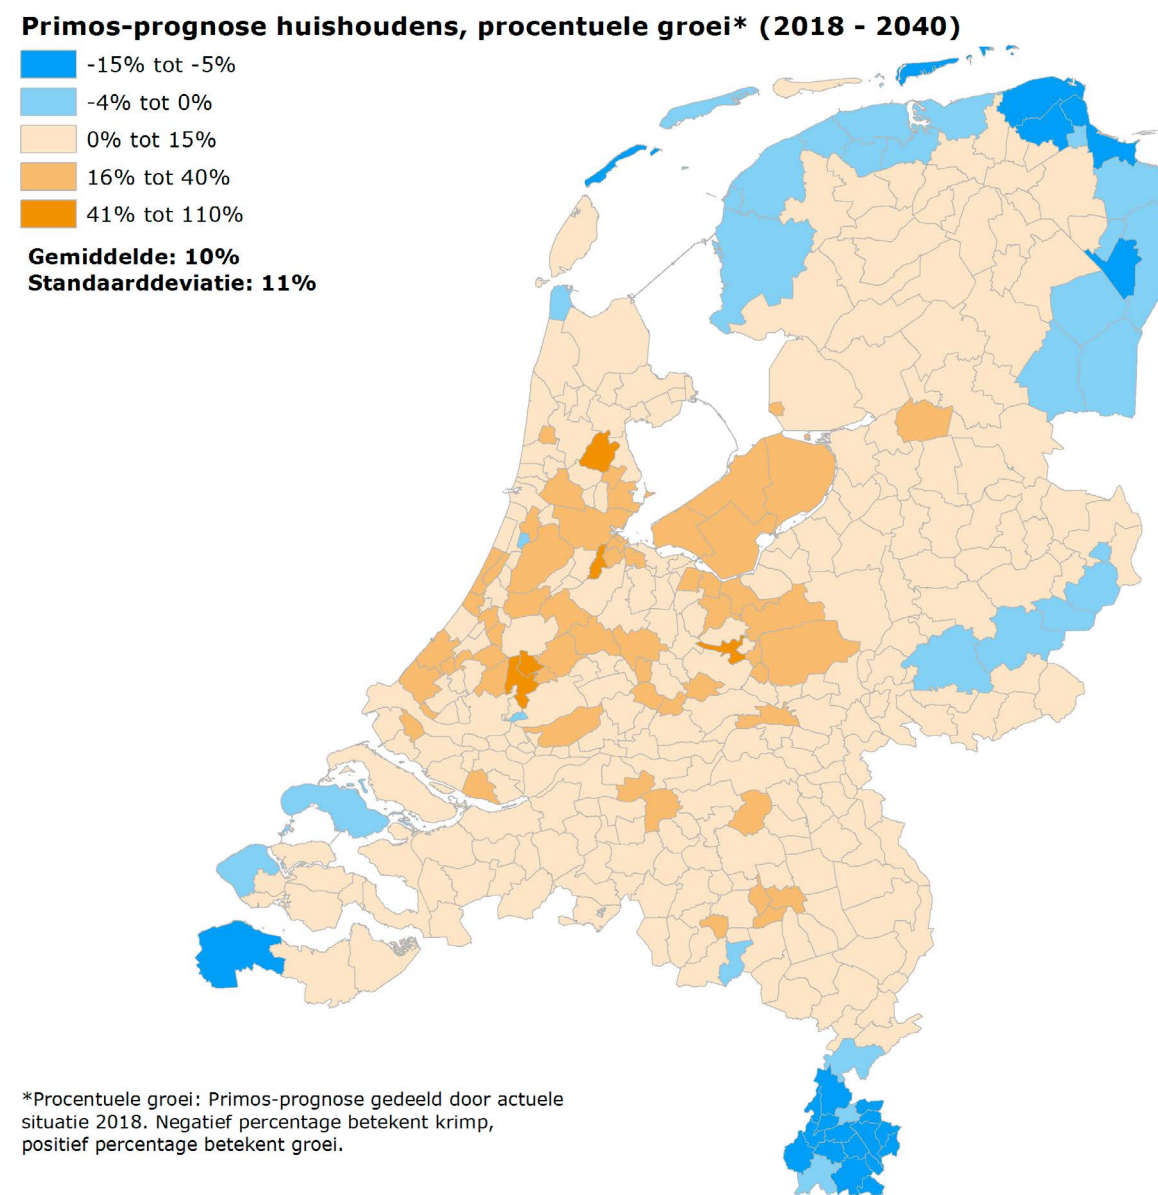 Primos-prognose huishoudens, procentuele groei* (2018 - 2040)
-15% tot -5%
-4% tot 0%
0% tot 15%
16% tot 40%
41% tot 110%
Gemiddelde: 10%
Standaarddeviatie: 11%
*Procentuele groei: Primos-prognose gedeeld door actuele
situatie 2018. Negatief percentage betekent krimp,
positief percentage betekent groei.